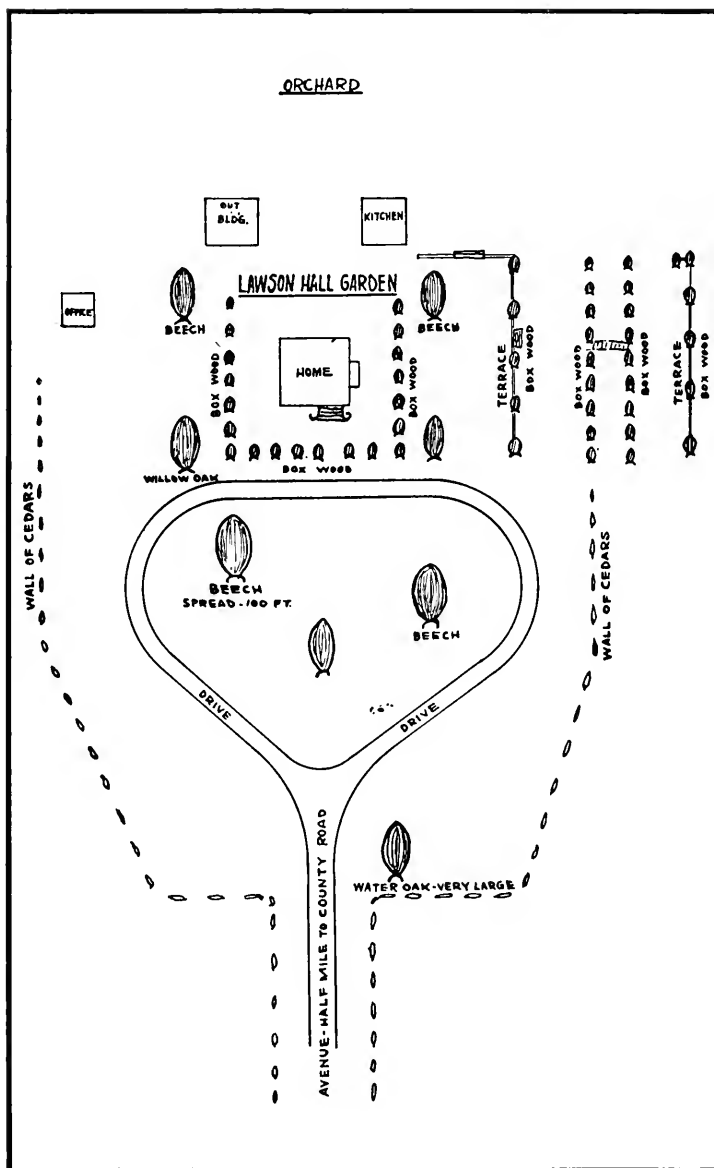 ORCHARD
OUT
BLDG.
KITCHEN
LAWSON HALL GARDEN
OFFICE
BEECH
BEECH
HOME
BOX WOOD
BOX WOOD
TERRACE
BOX WOOD
BOX WOOD
BOX WOOD
TERRACE
BOX WOOD
WILLOW OAK
BOX WOOD
WALL OF CEDARS
WALL OF CEDARS
BEECH
SPREAD-100 FT.
BEECH
DRIVE
DRIVE
AVENUE-HALF MILE TO COUNTY ROAD
WATER OAK-VERY LARGE